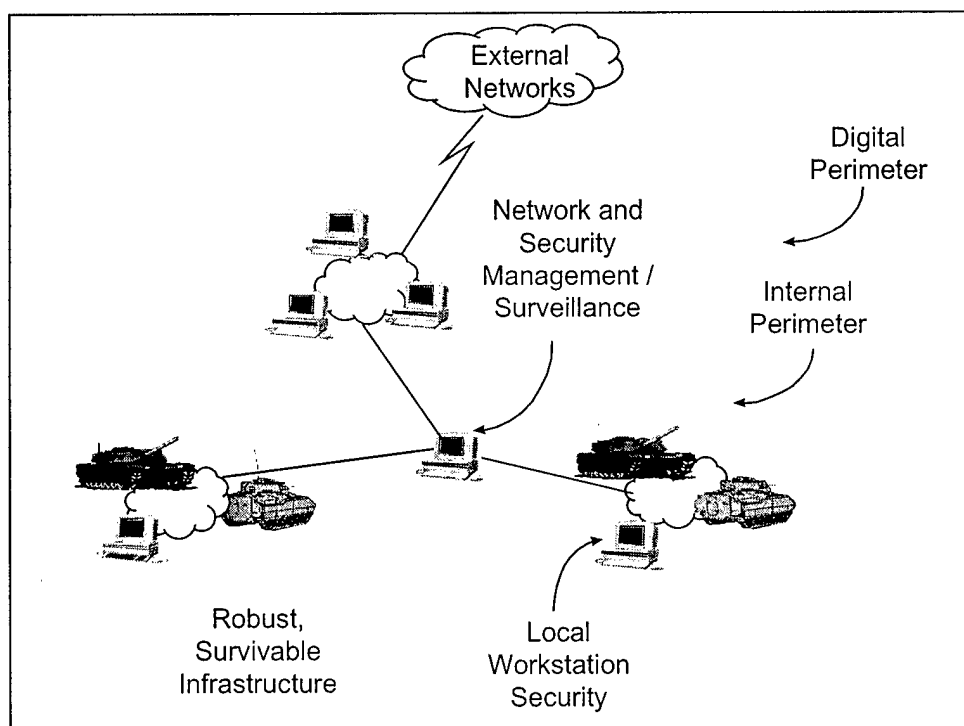 External
Networks
Digital
Perimeter
Network and
Security
Management /
Surveillance
Internal
Perimeter
Robust,
Survivable
Infrastructure
Local
Workstation
Security